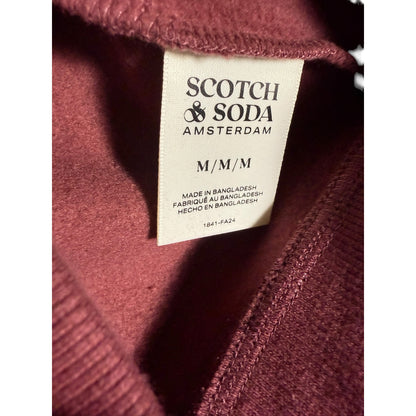 SCOTCH
& SODA
AMSTERDAM
M/M/M
MADE IN BANGLADESH
FABRIQUÉ AU BANGLADESH
HECHO EN BANGLADESH
1841-FA24